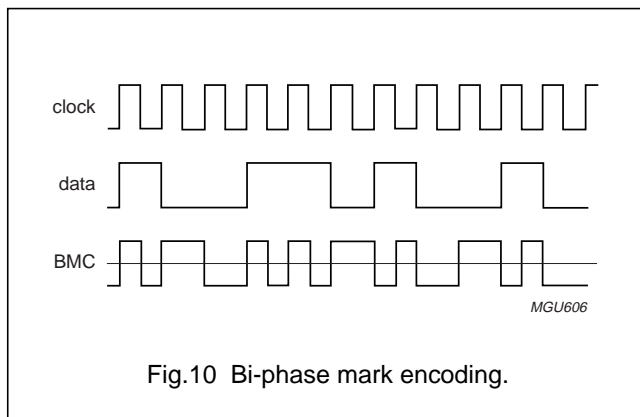 clock
data
BMC
MGU606
Fig.10 Bi-phase mark encoding.